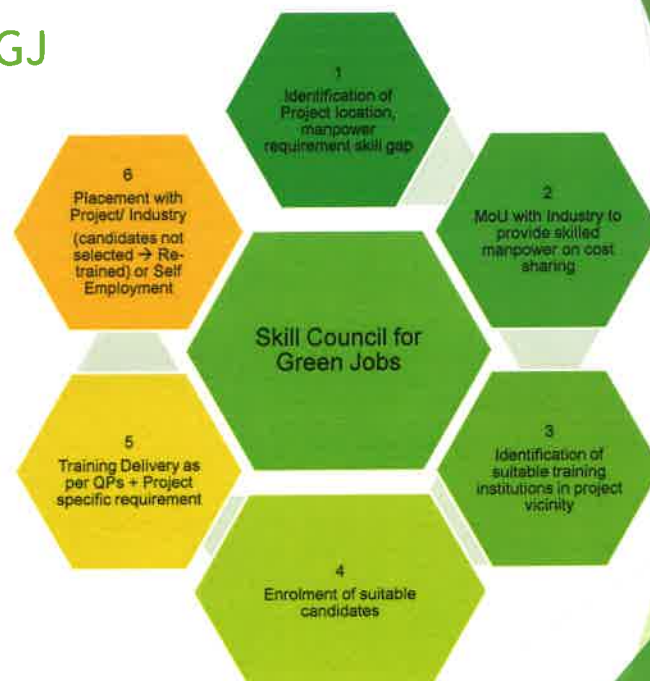 GJ
1
Identification of
Project location,
manpower
requirement skill gap
2
MoU with Industry to
provide skilled
manpower on cost
sharing
3
Identification of
suitable training
institutions in project
vicinity
4
Enrolment of suitable
candidates
5
Training Delivery as
per QPs + Project
specific requirement
6
Placement with
Project/ Industry
(candidates not
selected → Re-
trained) or Self
Employment
Skill Council for
Green Jobs